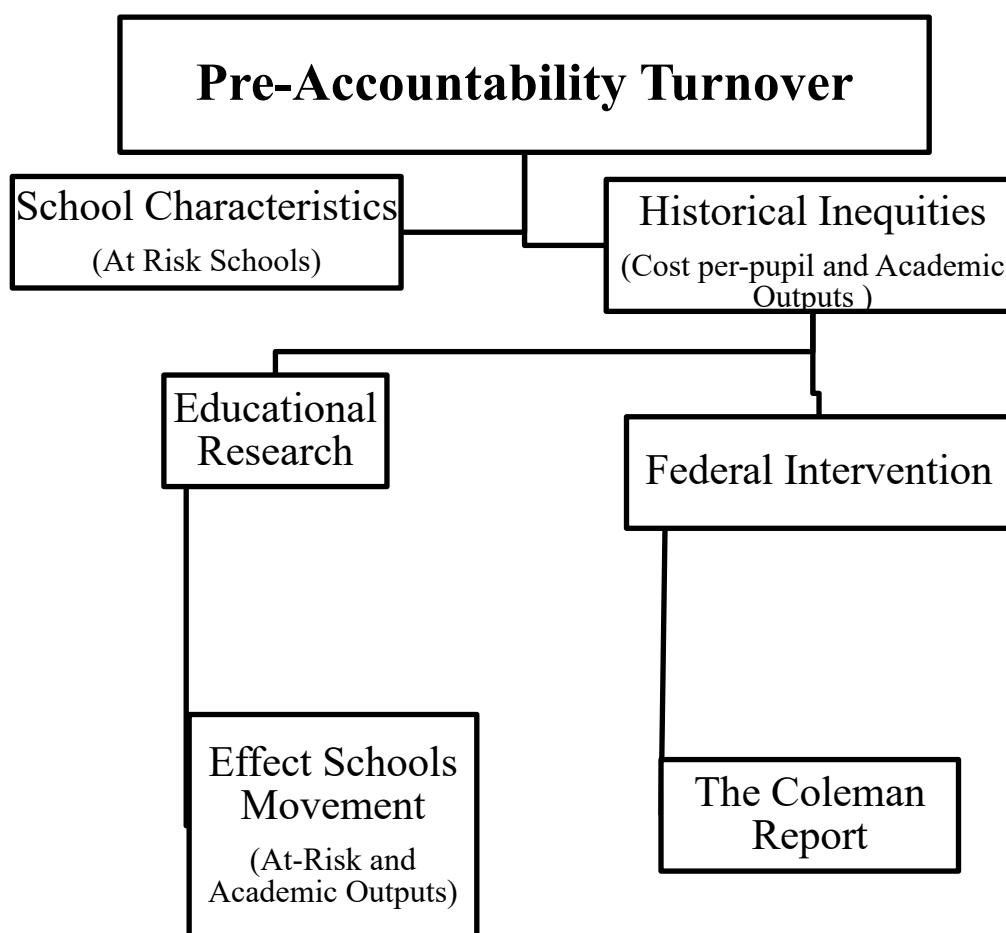 Pre-Accountability Turnover
School Characteristics
(At Risk Schools)
Historical Inequities
(Cost per-pupil and Academic
Outputs )
Educational
Research
Federal Intervention
Effect Schools
Movement
(At-Risk and
Academic Outputs)
The Coleman
Report